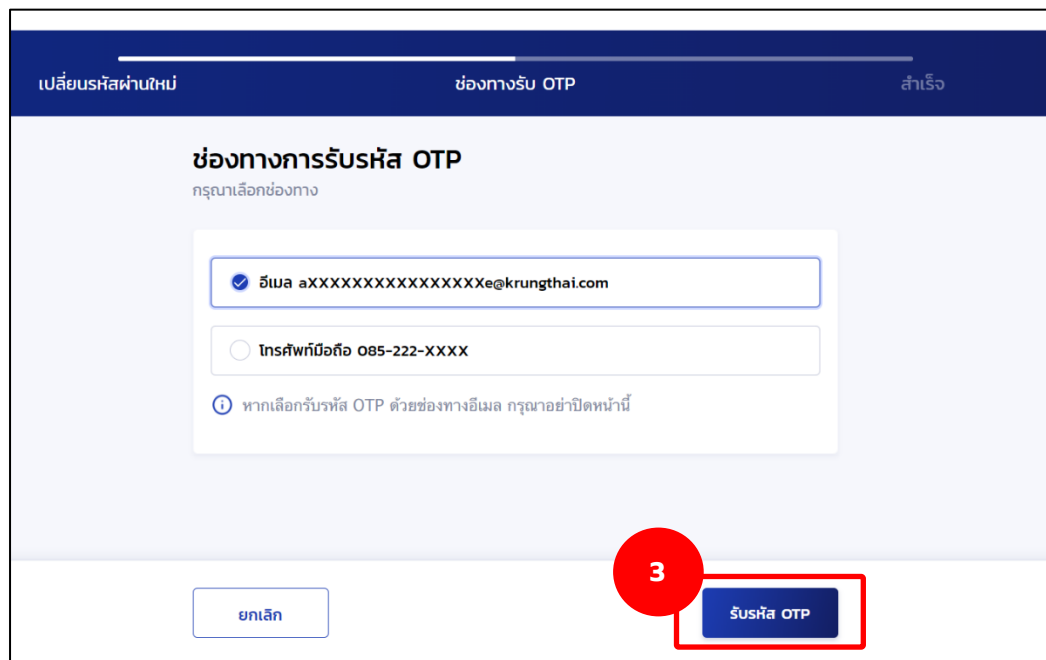 เปลี่ยนรหัสผ่านใหม่
ช่องทางรับ OTP
สำเร็จ
ช่องทางการรับรหัส OTP
กรุณาเลือกช่องทาง
อีเมล aXXXXXXXXXXXXXXXXe@krungthai.com
โทรศัพท์มือถือ 085-222-XXXX
หากเลือกรับรหัส OTP ด้วยช่องทางอีเมล กรุณาอย่าปิดหน้านี้
3
ยกเลิก
รับรหัส OTP